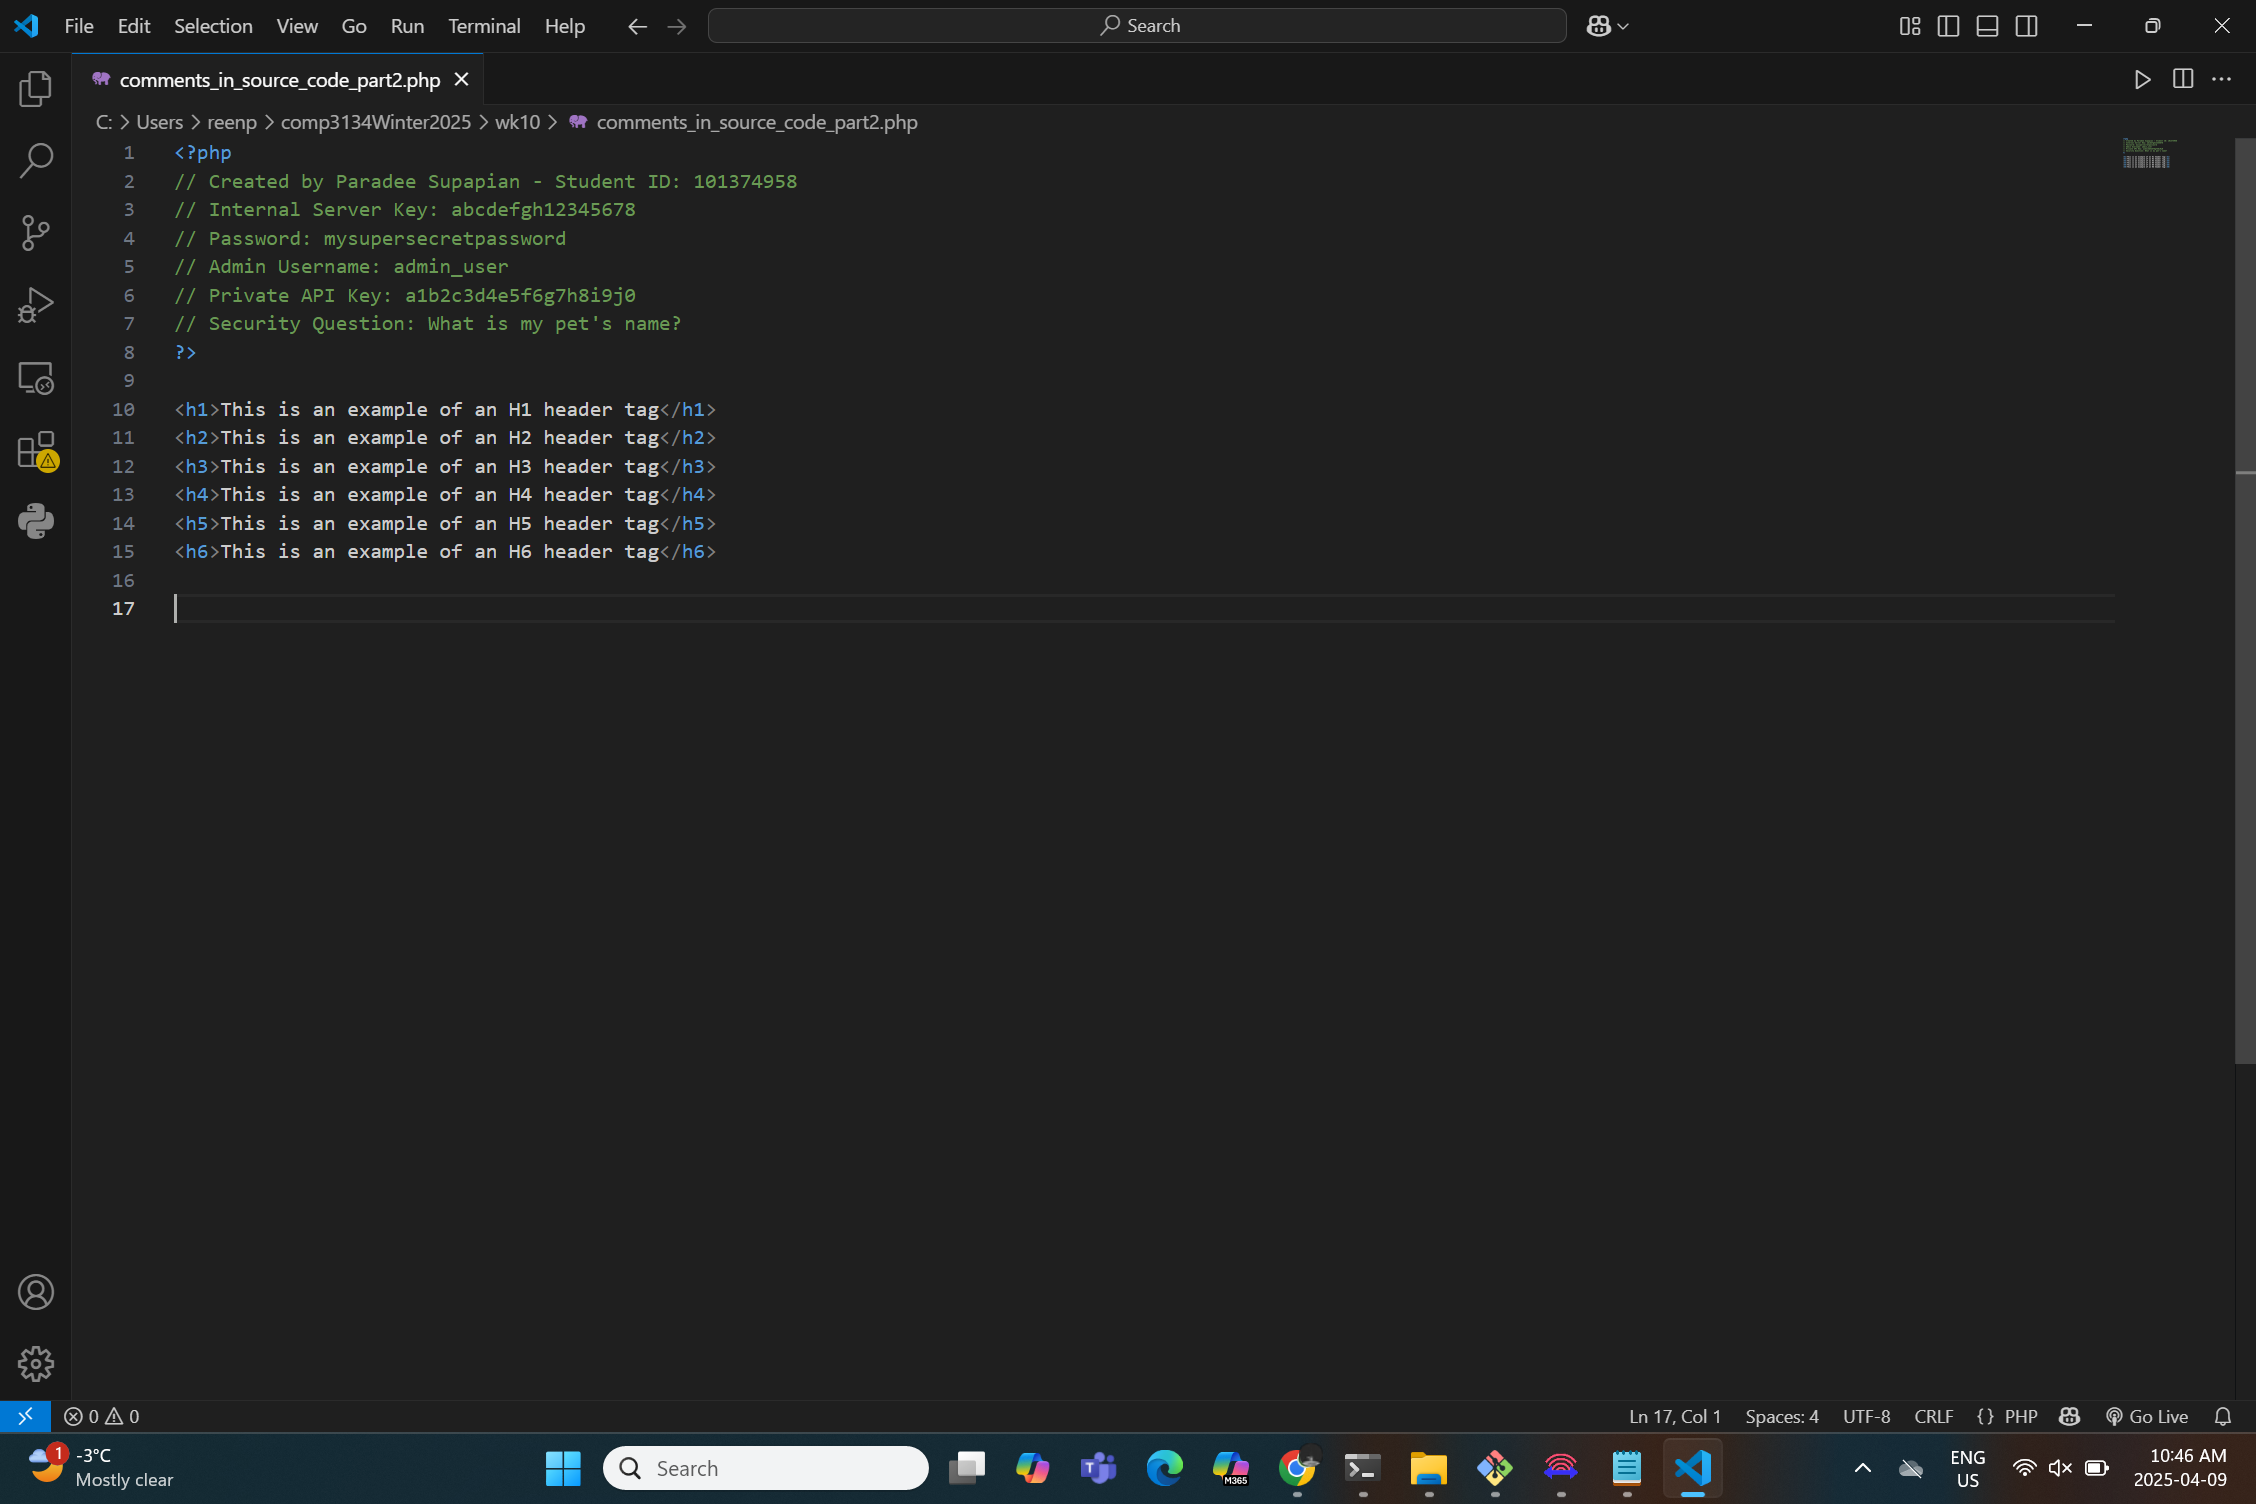 File Edit Selection View Go Run Terminal Help Search
comments_in_source_code_part2.php
C: > Users > reenp > comp3134Winter2025 > wk10 > comments_in_source_code_part2.php
1 <?php
2 // Created by Paradee Supapian - Student ID: 101374958
3 // Internal Server Key: abcdefgh12345678
4 // Password: mysupersecretpassword
5 // Admin Username: admin_user
6 // Private API Key: a1b2c3d4e5f6g7h8i9j0
7 // Security Question: What is my pet's name?
8 ?>
9
10 <h1>This is an example of an H1 header tag</h1>
11 <h2>This is an example of an H2 header tag</h2>
12 <h3>This is an example of an H3 header tag</h3>
13 <h4>This is an example of an H4 header tag</h4>
14 <h5>This is an example of an H5 header tag</h5>
15 <h6>This is an example of an H6 header tag</h6>
16
17
0 0 Ln 17, Col 1 Spaces: 4 UTF-8 CRLF {} PHP Go Live
1 -3°C
Mostly clear
Search
M365
ENG
US
10:46 AM
2025-04-09